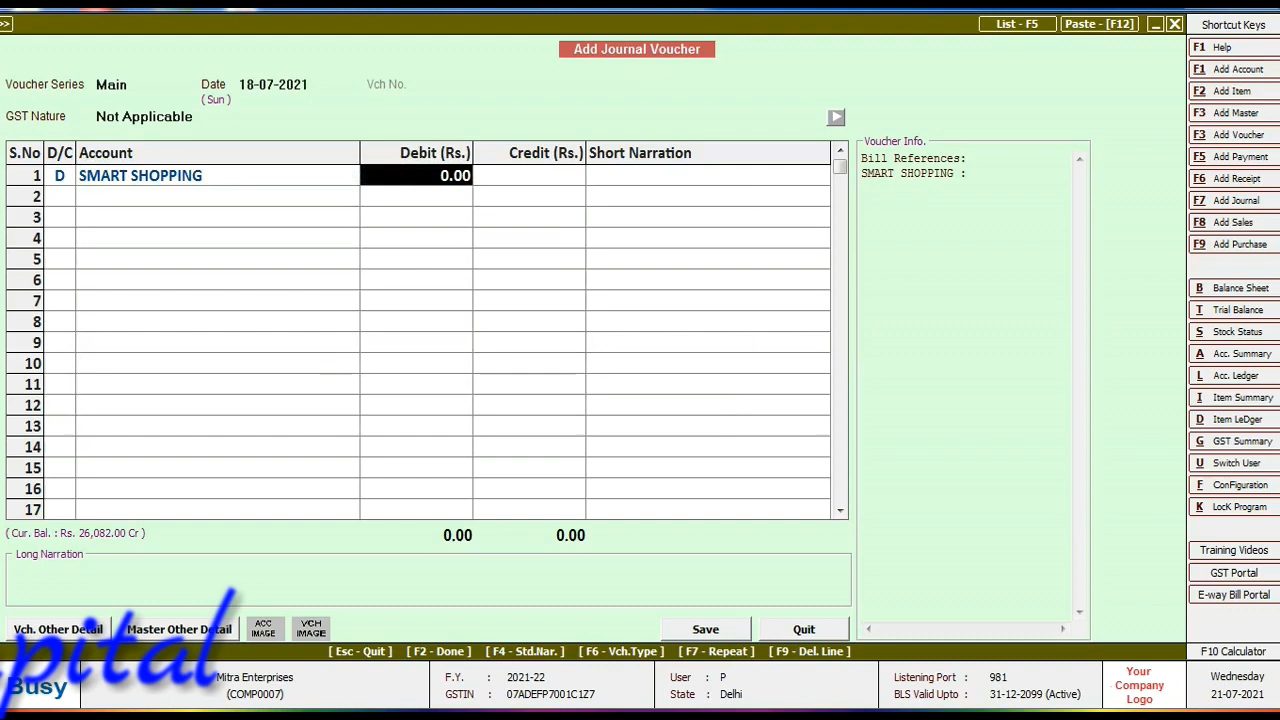 >>
List - F5
Paste - [F12]
Shortcut Keys
Add Journal Voucher
Voucher Series Main Date 18-07-2021 Vch No.
( Sun )
GST Nature Not Applicable
S.No D/C Account Debit (Rs.) Credit (Rs.) Short Narration
1 D SMART SHOPPING 0.00
2
3
4
5
6
7
8
9
10
11
12
13
14
15
16
17
Voucher Info.
Bill References:
SMART SHOPPING :
( Cur. Bal. : Rs. 26,082.00 Cr ) 0.00 0.00
Long Narration
Vch. Other Detail Master Other Detail ACC IMAGE VCH IMAGE Save Quit
[ Esc - Quit ] [ F2 - Done ] [ F4 - Std.Nar. ] [ F6 - Vch.Type ] [ F7 - Repeat ] [ F9 - Del. Line ]
F1 Help
F1 Add Account
F2 Add Item
F3 Add Master
F3 Add Voucher
F5 Add Payment
F6 Add Receipt
F7 Add Journal
F8 Add Sales
F9 Add Purchase
B Balance Sheet
T Trial Balance
S Stock Status
A Acc. Summary
L Acc. Ledger
I Item Summary
D Item LeDger
G GST Summary
U Switch User
F ConFiguration
K LocK Program
Training Videos
GST Portal
E-way Bill Portal
F10 Calculator
pital
Busy
Mitra Enterprises
(COMP0007)
F.Y. : 2021-22
GSTIN : 07ADEFP7001C1Z7
User : P
State : Delhi
Listening Port : 981
BLS Valid Upto : 31-12-2099 (Active)
Your
Company
Logo
Wednesday
21-07-2021